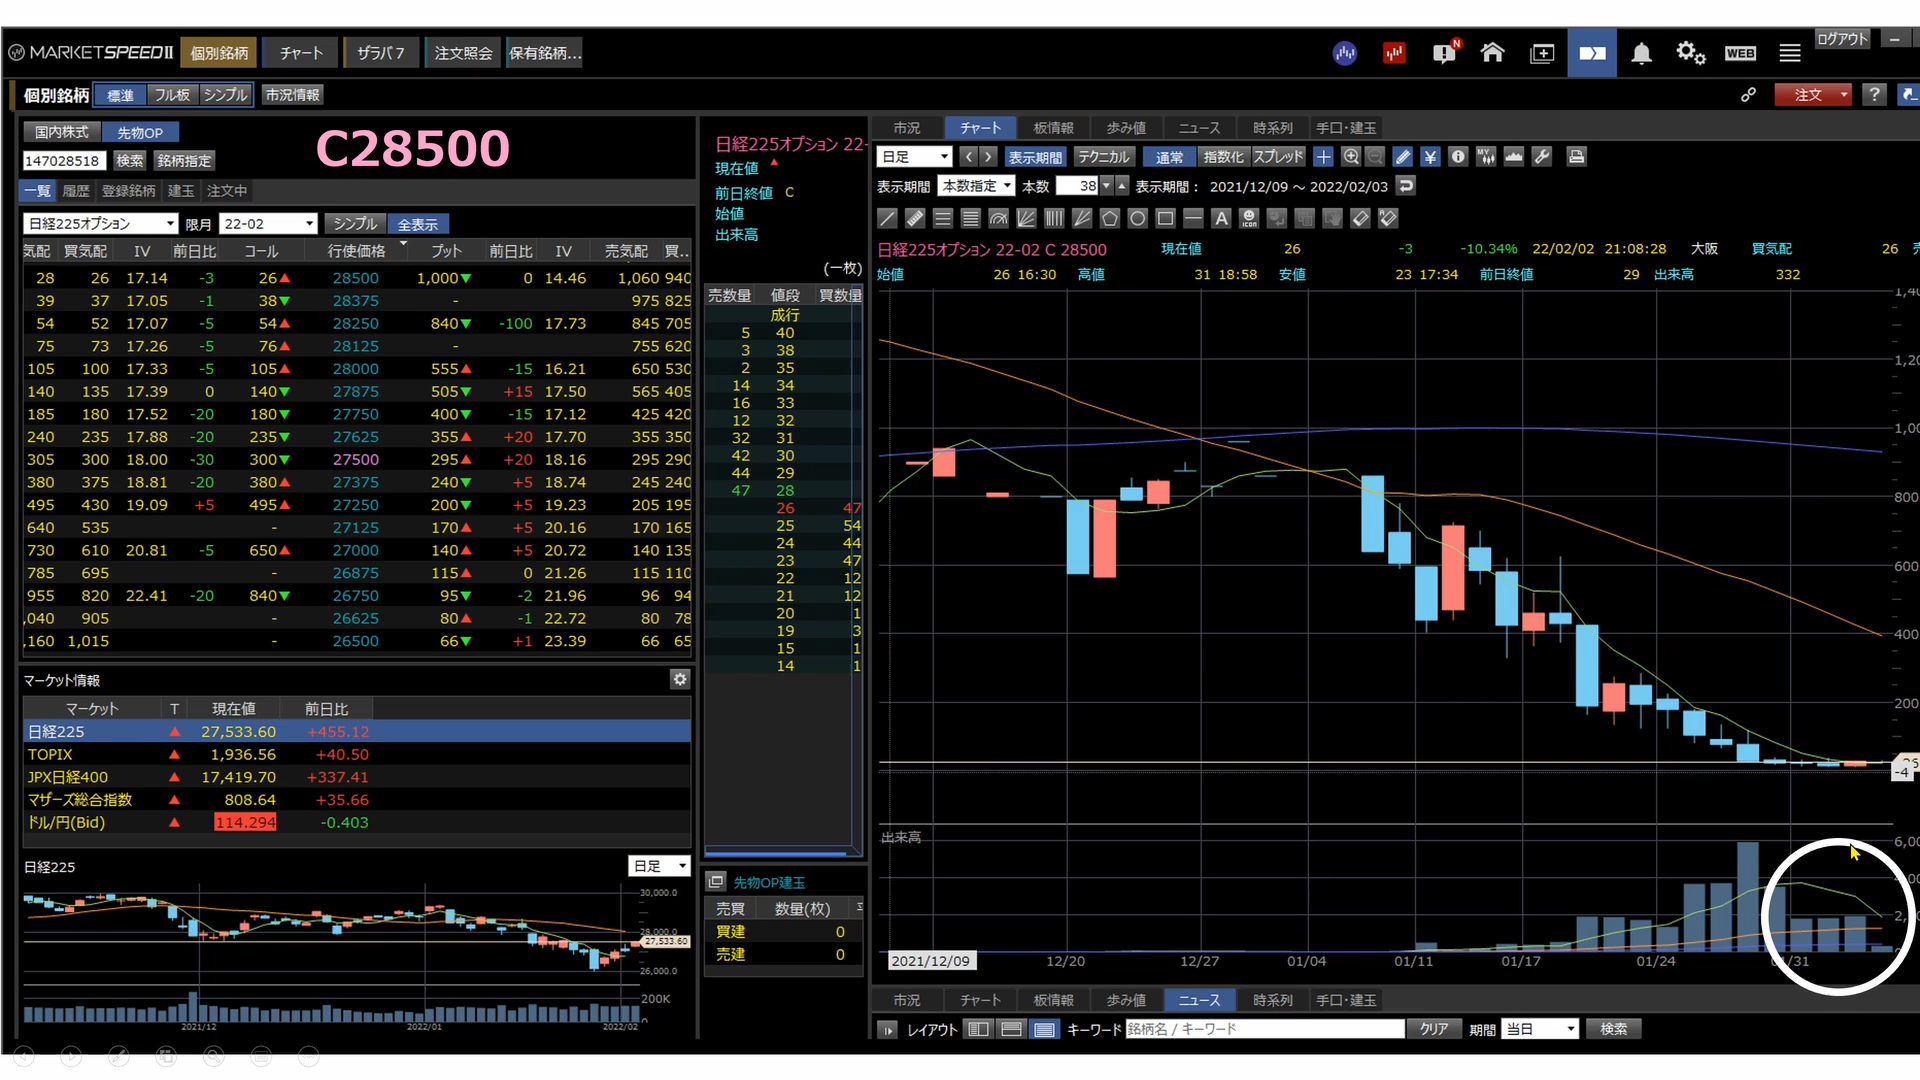 MARKETSPEEDII 個別銘柄 チャート ザラバ7 注文照会 保有銘柄... N WEB ログアウト
個別銘柄 標準 フル板 シンプル 市況情報 注文 ?
国内株式 先物OP
C28500
147028518 検索 銘柄指定
一覧 履歴 登録銘柄 建玉 注文中
日経225オプション 限月 22-02 シンプル 全表示
気配 買気配 IV 前日比 コール 行使価格 プット 前日比 IV 売気配 買..
28 26 17.14 -3 26▲ 28500 1,000▼ 0 14.46 1,060 940
39 37 17.05 -1 38▼ 28375 - 975 825
54 52 17.07 -5 54▲ 28250 840▼ -100 17.73 845 705
75 73 17.26 -5 76▲ 28125 - 755 620
105 100 17.33 -5 105▲ 28000 555▲ -15 16.21 650 530
140 135 17.39 0 140▼ 27875 505▼ +15 17.50 565 405
185 180 17.52 -20 180▼ 27750 400▼ -15 17.12 425 420
240 235 17.88 -20 235▼ 27625 355▲ +20 17.70 355 350
305 300 18.00 -30 300▼ 27500 295▲ +20 18.16 295 290
380 375 18.81 -20 380▲ 27375 240▼ +5 18.74 245 240
495 430 19.09 +5 495▲ 27250 200▼ +5 19.23 205 195
640 535 - 27125 170▲ +5 20.16 170 165
730 610 20.81 -5 650▲ 27000 140▲ +5 20.72 140 135
785 695 - 26875 115▲ 0 21.26 115 110
955 820 22.41 -20 840▼ 26750 95▼ -2 21.96 96 94
,040 905 - 26625 80▲ -1 22.72 80 78
,160 1,015 - 26500 66▼ +1 23.39 66 65
マーケット情報
マーケット T 現在値 前日比
日経225 ▲ 27,533.60 +455.12
TOPIX ▲ 1,936.56 +40.50
JPX日経400 ▲ 17,419.70 +337.41
マザーズ総合指数 ▲ 808.64 +35.66
ドル/円(Bid) ▲ 114.294 -0.403
日経225 日足
30,000.0
28,000.0
27,533.60
26,000.0
200K
0
2021/12 2022/01 2022/02
日経225オプション 22-
現在値 ▲
前日終値 C
始値
出来高
(一枚)
売数量 値段 買数量
成行
5 40
3 38
2 35
14 34
16 33
12 32
32 31
42 30
44 29
47 28
26 47
25 54
24 44
23 47
22 12
21 12
20 1
19 3
15 1
14 1
先物OP建玉
売買 数量(枚)
買建 0
売建 0
市況 チャート 板情報 歩み値 ニュース 時系列 手口・建玉
日足 表示期間 テクニカル 通常 指数化 スプレッド ¥ MY
表示期間 本数指定 本数 38 表示期間： 2021/12/09 ～ 2022/02/03
A ICON
日経225オプション 22-02 C 28500 現在値 26 -3 -10.34% 22/02/02 21:08:28 大阪 買気配 26
始値 26 16:30 高値 31 18:58 安値 23 17:34 前日終値 29 出来高 332
1,40
1,200
1,00
800
600
400
200
26
-4
出来高
6,00
2,
2021/12/09 12/20 12/27 01/04 01/11 01/17 01/24 01/31
市況 チャート 板情報 歩み値 ニュース 時系列 手口・建玉
レイアウト キーワード 銘柄名 / キーワード クリア 期間 当日 検索